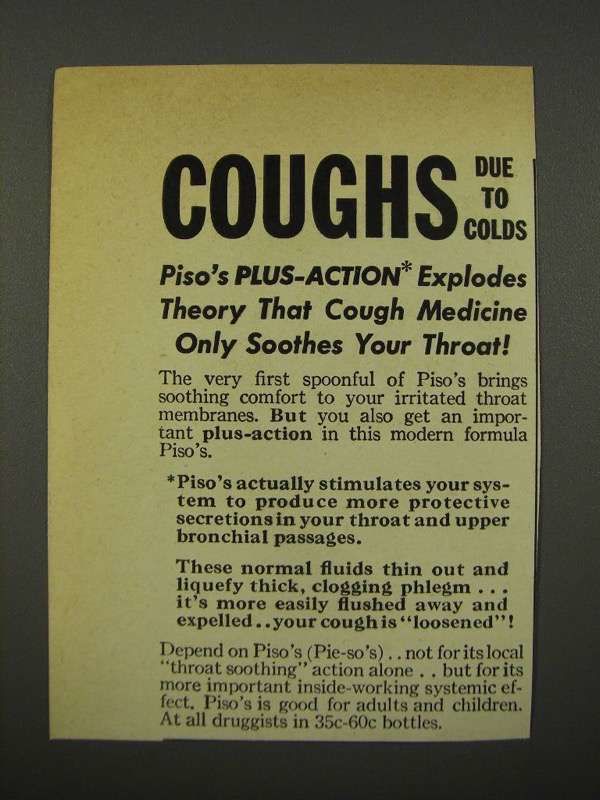 COUGHS DUE TO COLDS
Piso's PLUS-ACTION* Explodes
Theory That Cough Medicine
Only Soothes Your Throat!
The very first spoonful of Piso's brings
soothing comfort to your irritated throat
membranes. But you also get an impor-
tant plus-action in this modern formula
Piso's.
*Piso's actually stimulates your sys-
tem to produce more protective
secretions in your throat and upper
bronchial passages.
These normal fluids thin out and
liquefy thick, clogging phlegm . . .
it's more easily flushed away and
expelled . . your cough is "loosened"!
Depend on Piso's (Pie-so's) . . not for its local
"throat soothing" action alone . . but for its
more important inside-working systemic ef-
fect. Piso's is good for adults and children.
At all druggists in 35c-60c bottles.